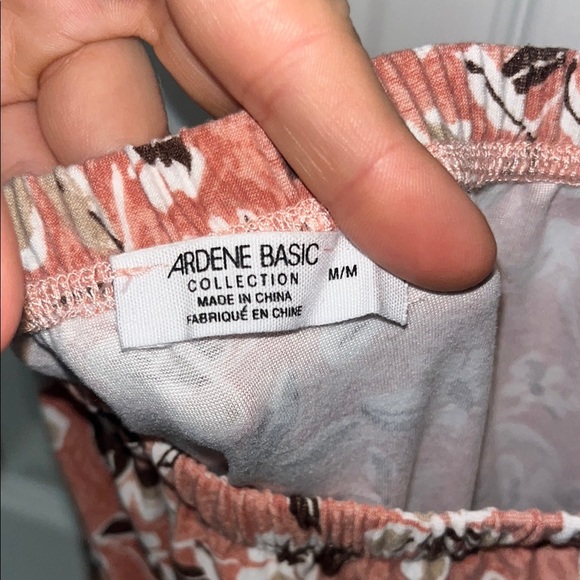 ARDENE BASIC
COLLECTION M/M
MADE IN CHINA
FABRIQUÉ EN CHINE